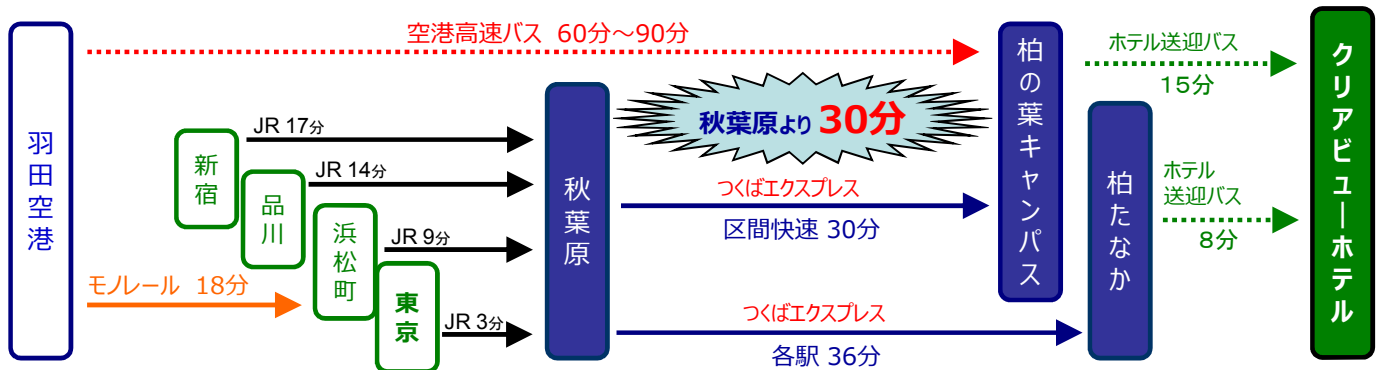 羽田空港
空港高速バス 60分～90分
モノレール 18分
新宿
JR 17分
品川
JR 14分
浜松町
JR 9分
東京
JR 3分
秋葉原
秋葉原より 30分
つくばエクスプレス
区間快速 30分
つくばエクスプレス
各駅 36分
柏の葉キャンパス
柏たなか
ホテル送迎バス
15分
ホテル
送迎バス
8分
クリアビューホテル